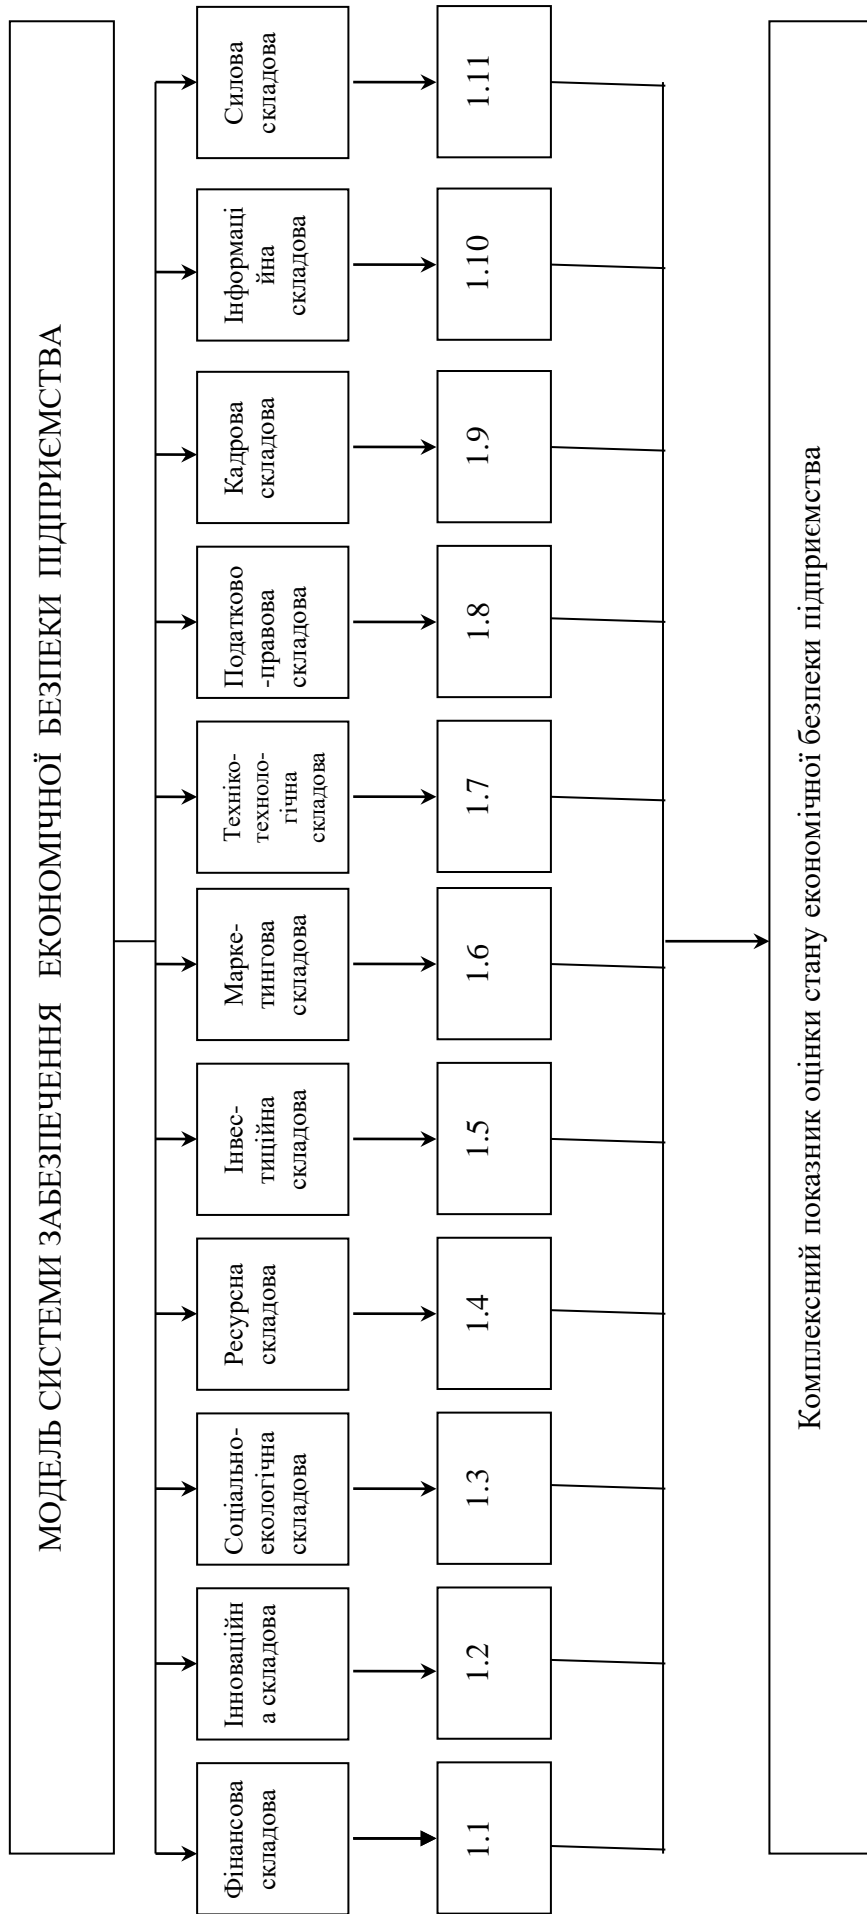 МОДЕЛЬ СИСТЕМИ ЗАБЕЗПЕЧЕННЯ ЕКОНОМІЧНОЇ БЕЗПЕКИ ПІДПРИЄМСТВА
Фінансова
складова
Інноваційн
а складова
Соціально-
екологічна
складова
Ресурсна
складова
Інвес-
тиційна
складова
Марке-
тингова
складова
Техніко-
техноло-
гічна
складова
Податково
-правова
складова
Кадрова
складова
Інформаці
йна
складова
Силова
складова
1.1
1.2
1.3
1.4
1.5
1.6
1.7
1.8
1.9
1.10
1.11
Комплексний показник оцінки стану економічної безпеки підприємства